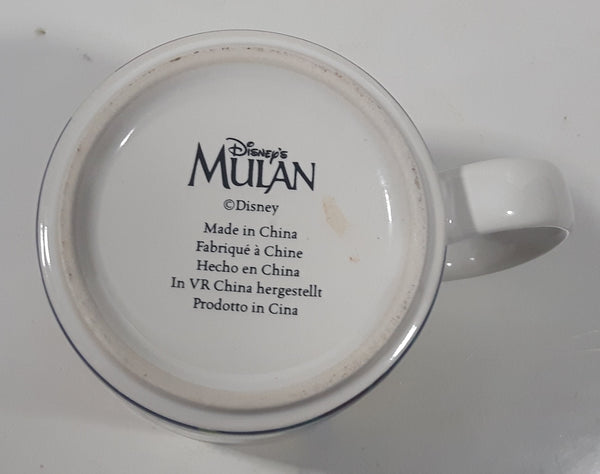 Disney's
MULAN
©Disney
Made in China
Fabriqué à Chine
Hecho en China
In VR China hergestellt
Prodotto in Cina